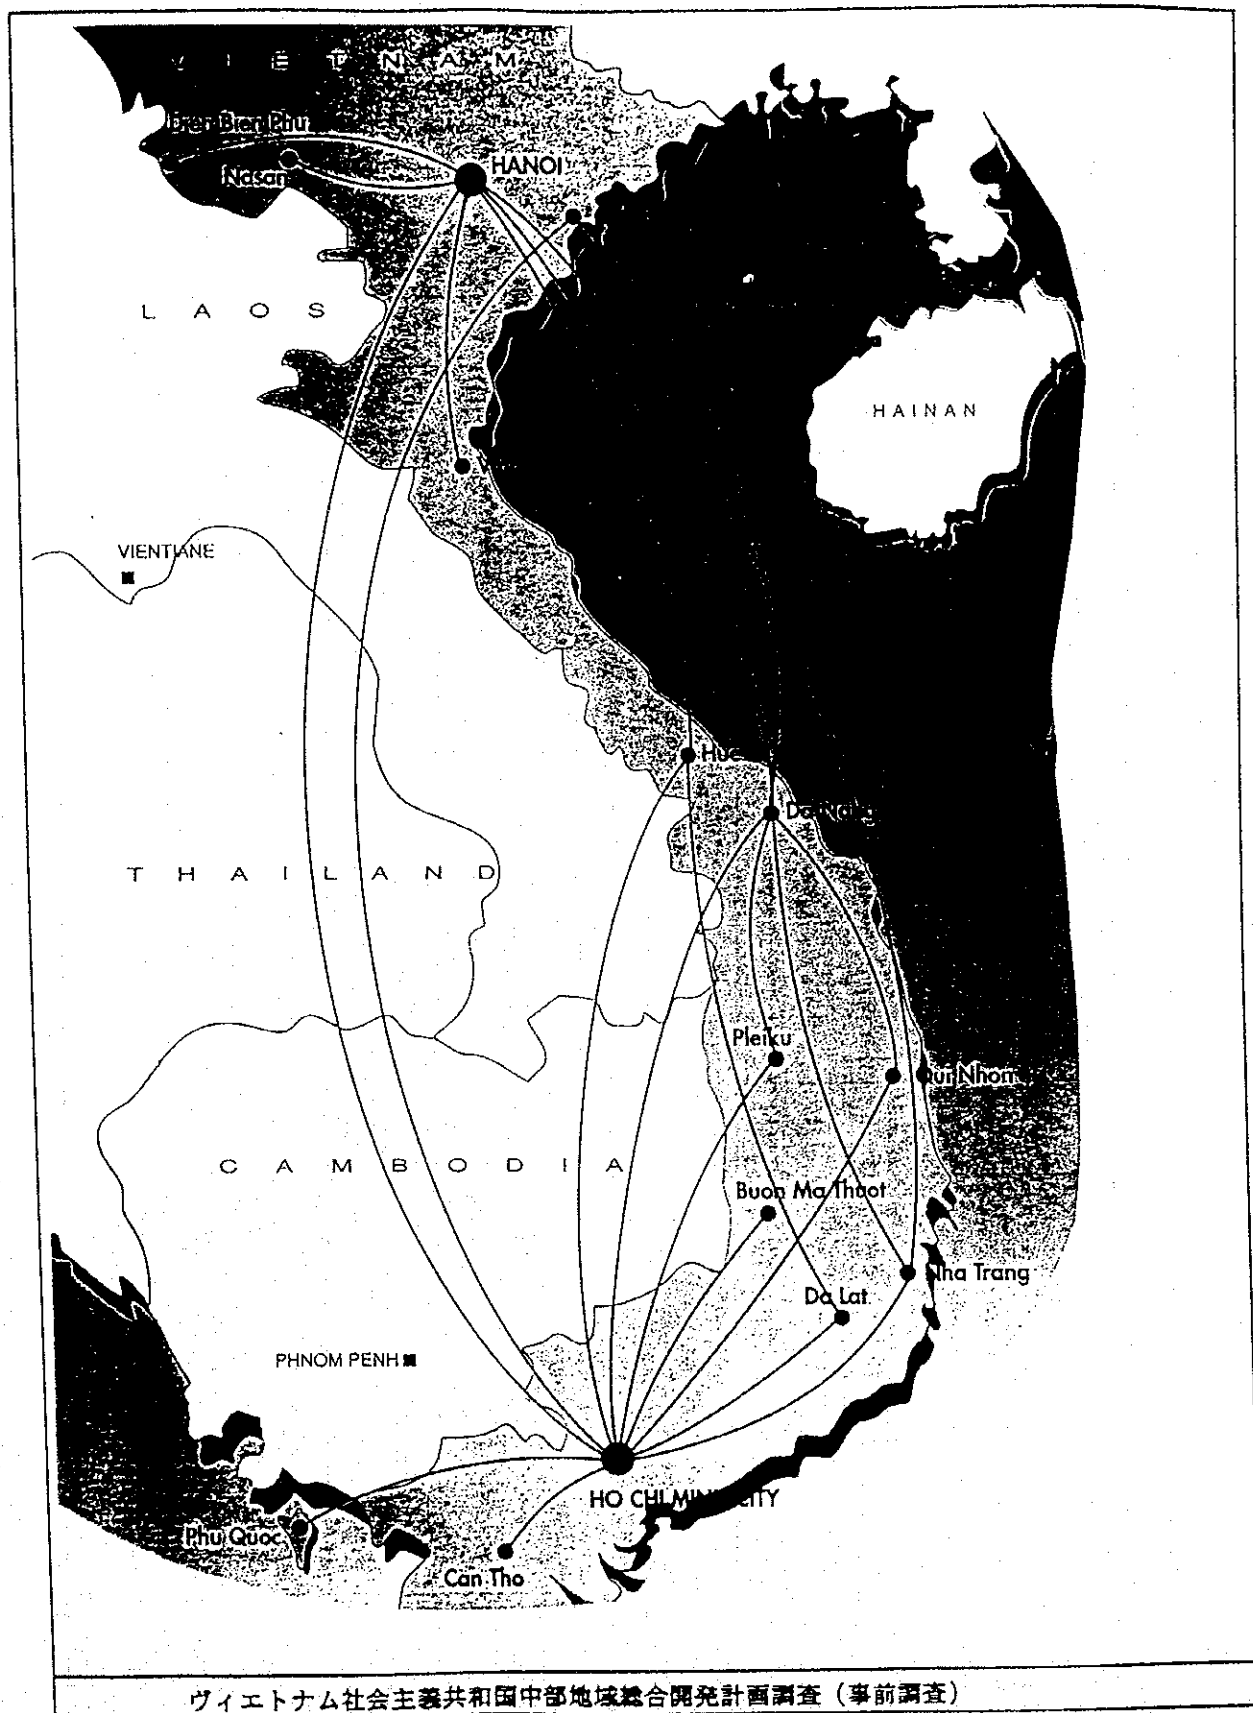 VIETNAM
Dien Bien Phu
Nasan
HANOI
LAOS
HAINAN
VIENTIANE
Hue
Da Nang
THAILAND
Pleiku
Qui Nhon
CAMBODIA
Buon Ma Thuot
Nha Trang
Da Lat
PHNOM PENH
HO CHI MINH CITY
Phu Quoc
Can Tho
ヴィエトナム社会主義共和国中部地域総合開発計画調査（事前調査）